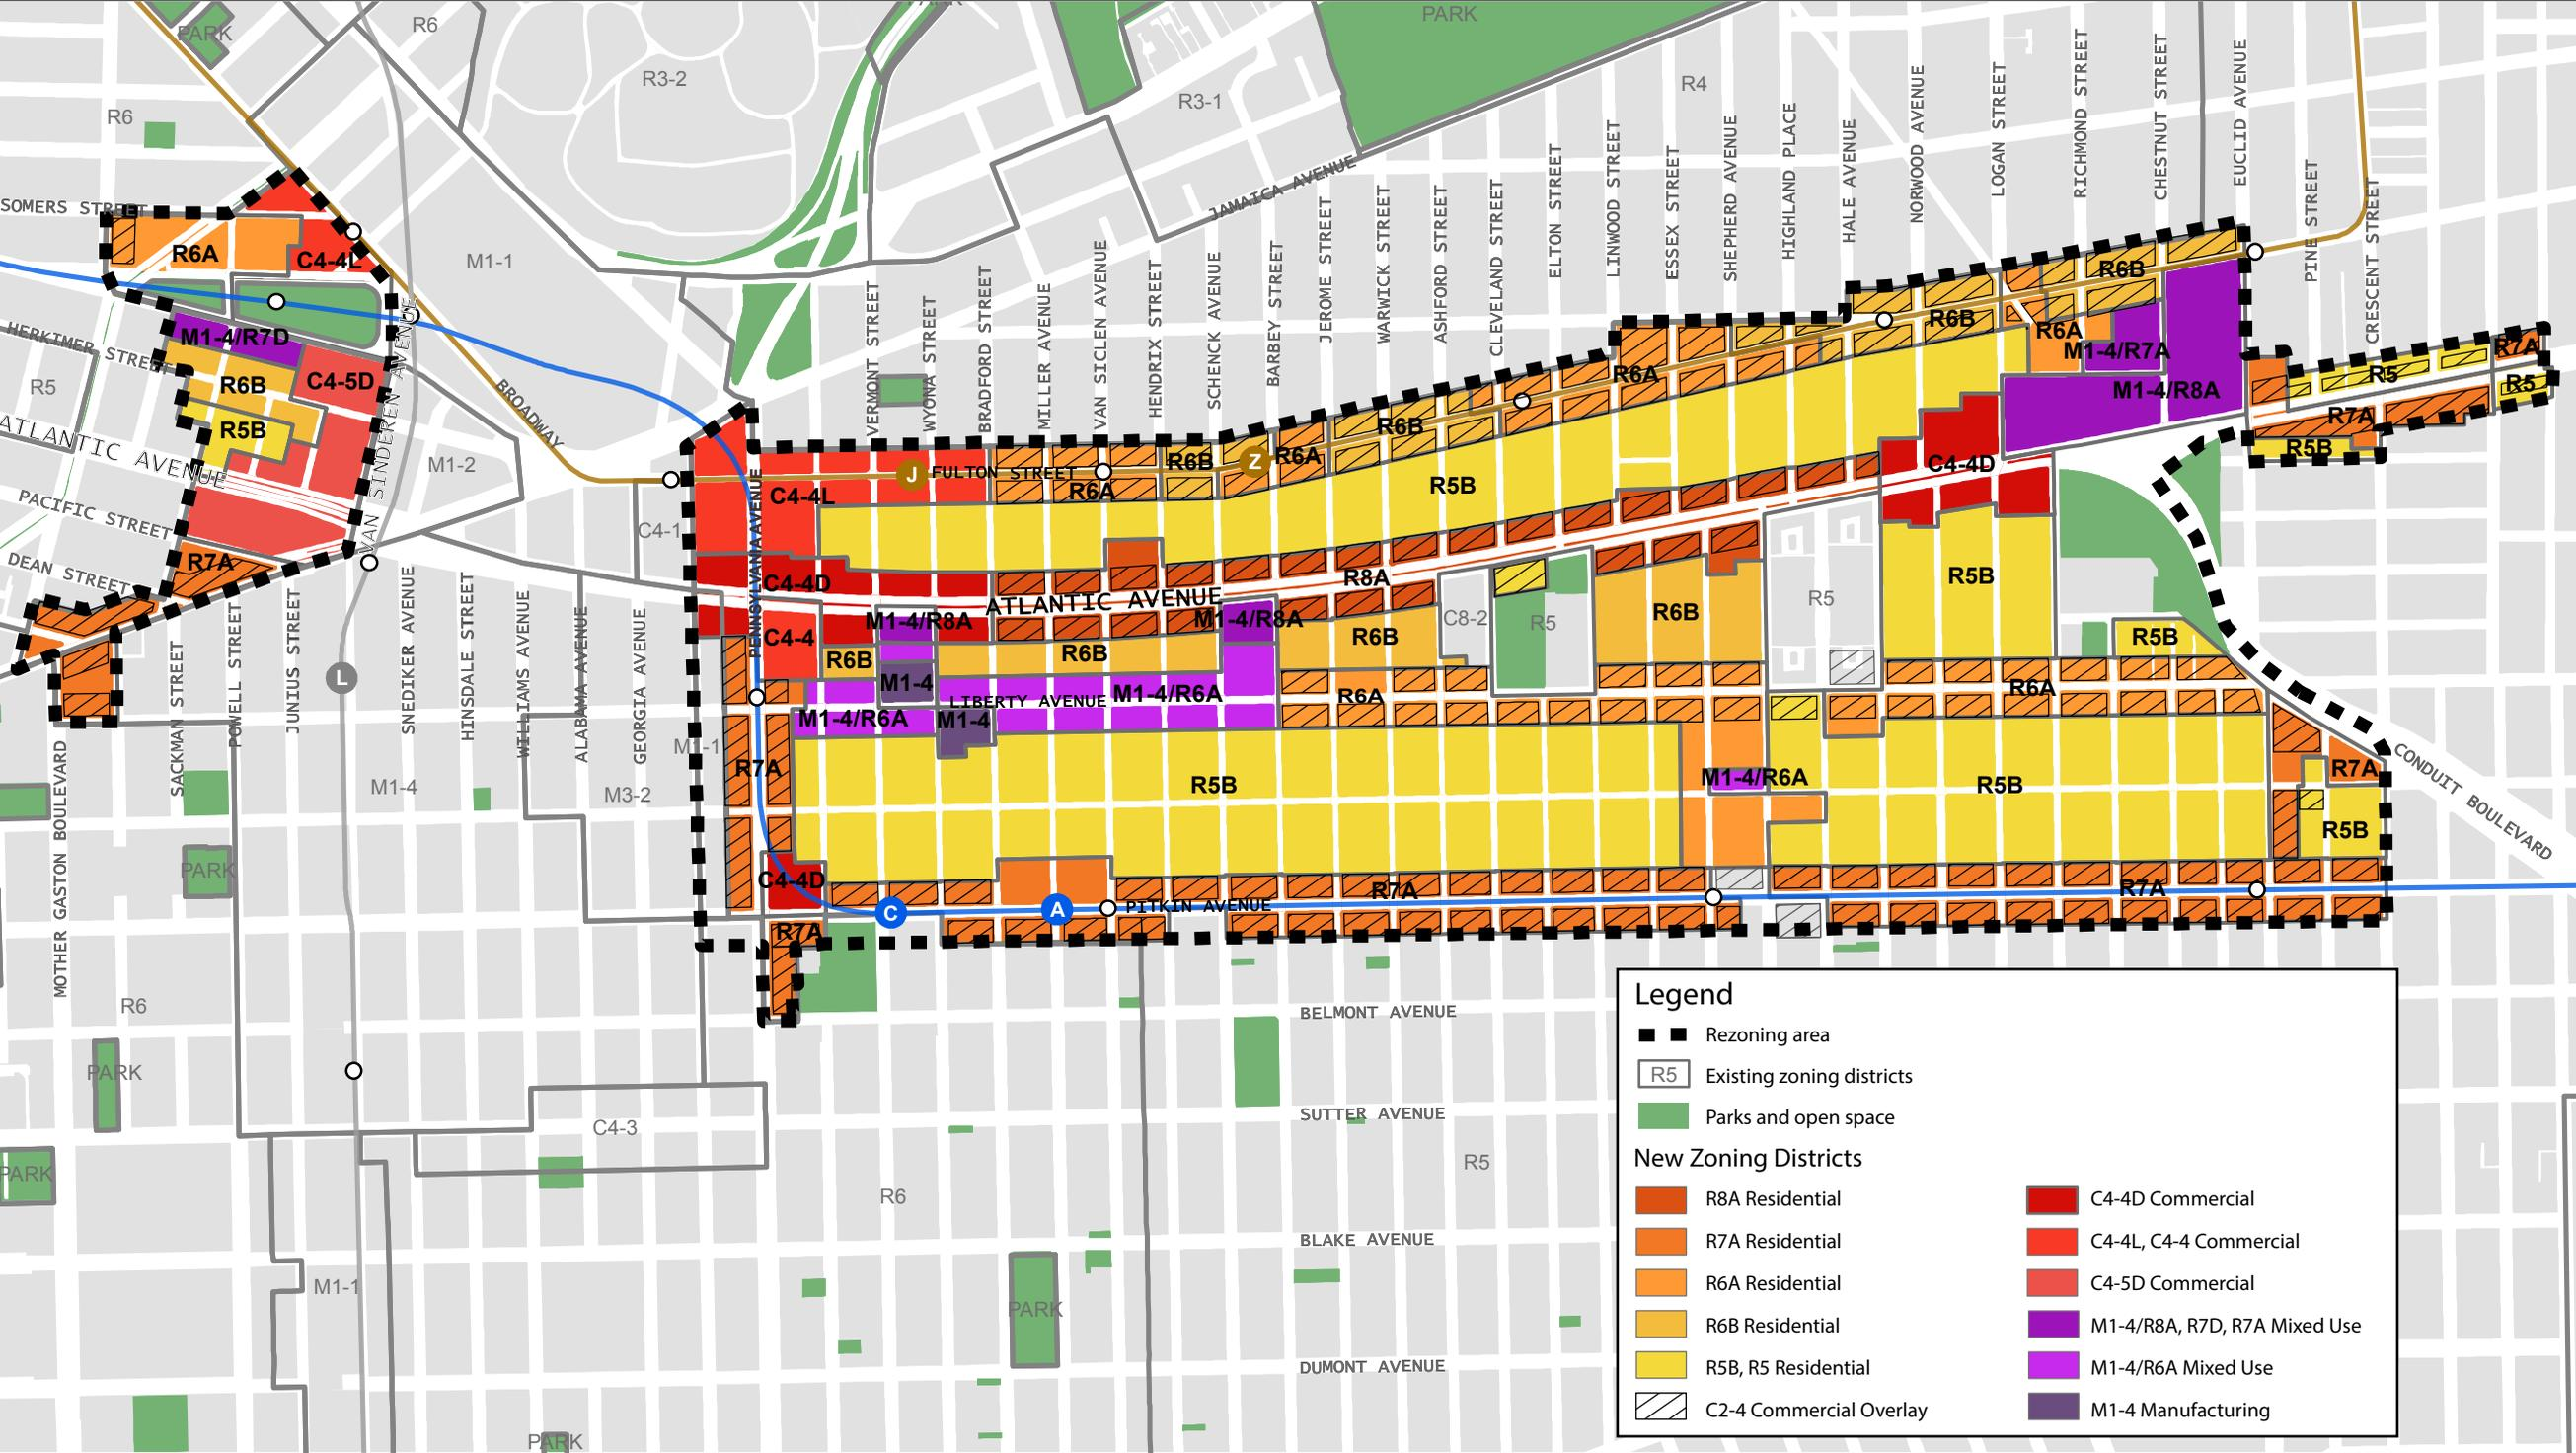 PARK
R6
PARK
PARK
R3-2
R3-1
R4
R6
SOMERS STREET
R6A
C4-4L
M1-1
JAMAICA AVENUE
VERMONT STREET
WYONA STREET
BRADFORD STREET
MILLER AVENUE
VAN SICLEN AVENUE
HENDRIX STREET
SCHENCK AVENUE
BARBEY STREET
JEROME STREET
WARWICK STREET
ASHFORD STREET
CLEVELAND STREET
ELTON STREET
LINWOOD STREET
ESSEX STREET
SHEPHERD AVENUE
HIGHLAND PLACE
HALE AVENUE
NORWOOD AVENUE
LOGAN STREET
RICHMOND STREET
CHESTNUT STREET
EUCLID AVENUE
PINE STREET
CRESCENT STREET
HERKIMER STREET
M1-4/R7D
R5
R6B
C4-5D
R5B
ATLANTIC AVENUE
VAN SINDEREN AVENUE
BROADWAY
M1-2
PACIFIC STREET
DEAN STREET
R7A
R6B
R6B
R6A
M1-4/R7A
M1-4/R8A
R7A
R5
R5
R7A
R5B
R6A
R6B
R6A
Z
R6B
J
FULTON STREET
R6A
C4-4L
R5B
C4-4D
C4-1
PENNSYLVANIA AVENUE
C4-4D
R8A
ATLANTIC AVENUE
M1-4/R8A
M1-4/R8A
C4-4
R6B
R6B
R6B
C8-2
R5
R6B
R5
R5B
R5B
M1-4
LIBERTY AVENUE
M1-4/R6A
R6A
R6A
M1-4/R6A
M1-4
L
MOTHER GASTON BOULEVARD
SACKMAN STREET
POWELL STREET
JUNIUS STREET
SNEDIKER AVENUE
HINSDALE STREET
WILLIAMS AVENUE
ALABAMA AVENUE
GEORGIA AVENUE
M1-1
M1-4
M3-2
R7A
R5B
M1-4/R6A
R5B
R7A
R5B
CONDUIT BOULEVARD
PARK
C4-4D
C
A
PITKIN AVENUE
R7A
R7A
R7A
R6
PARK
BELMONT AVENUE
SUTTER AVENUE
C4-3
PARK
R5
R6
BLAKE AVENUE
M1-1
PARK
DUMONT AVENUE
PARK
Legend
Rezoning area
R5 Existing zoning districts
Parks and open space
New Zoning Districts
R8A Residential
R7A Residential
R6A Residential
R6B Residential
R5B, R5 Residential
C2-4 Commercial Overlay
C4-4D Commercial
C4-4L, C4-4 Commercial
C4-5D Commercial
M1-4/R8A, R7D, R7A Mixed Use
M1-4/R6A Mixed Use
M1-4 Manufacturing